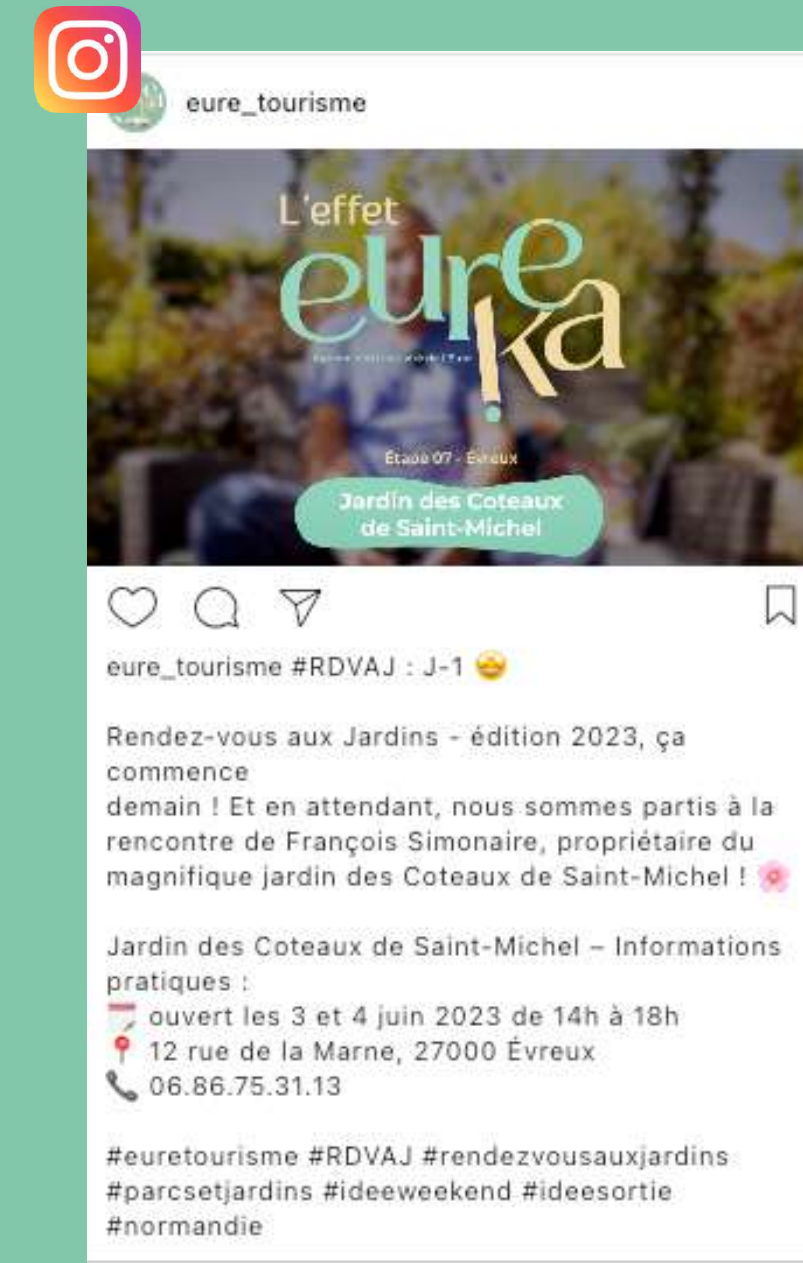 eure_tourisme
L'effet
eureka
Étape 07 - Évreux
Jardin des Coteaux
de Saint-Michel
eure_tourisme #RDVAJ : J-1 🤩
Rendez-vous aux Jardins - édition 2023, ça
commence
demain ! Et en attendant, nous sommes partis à la
rencontre de François Simonaire, propriétaire du
magnifique jardin des Coteaux de Saint-Michel ! 🌸
Jardin des Coteaux de Saint-Michel – Informations
pratiques :
ouvert les 3 et 4 juin 2023 de 14h à 18h
📍 12 rue de la Marne, 27000 Évreux
📞 06.86.75.31.13
#euretourisme #RDVAJ #rendezvousauxjardins
#parcsetjardins #ideeweekend #ideesortie
#normandie